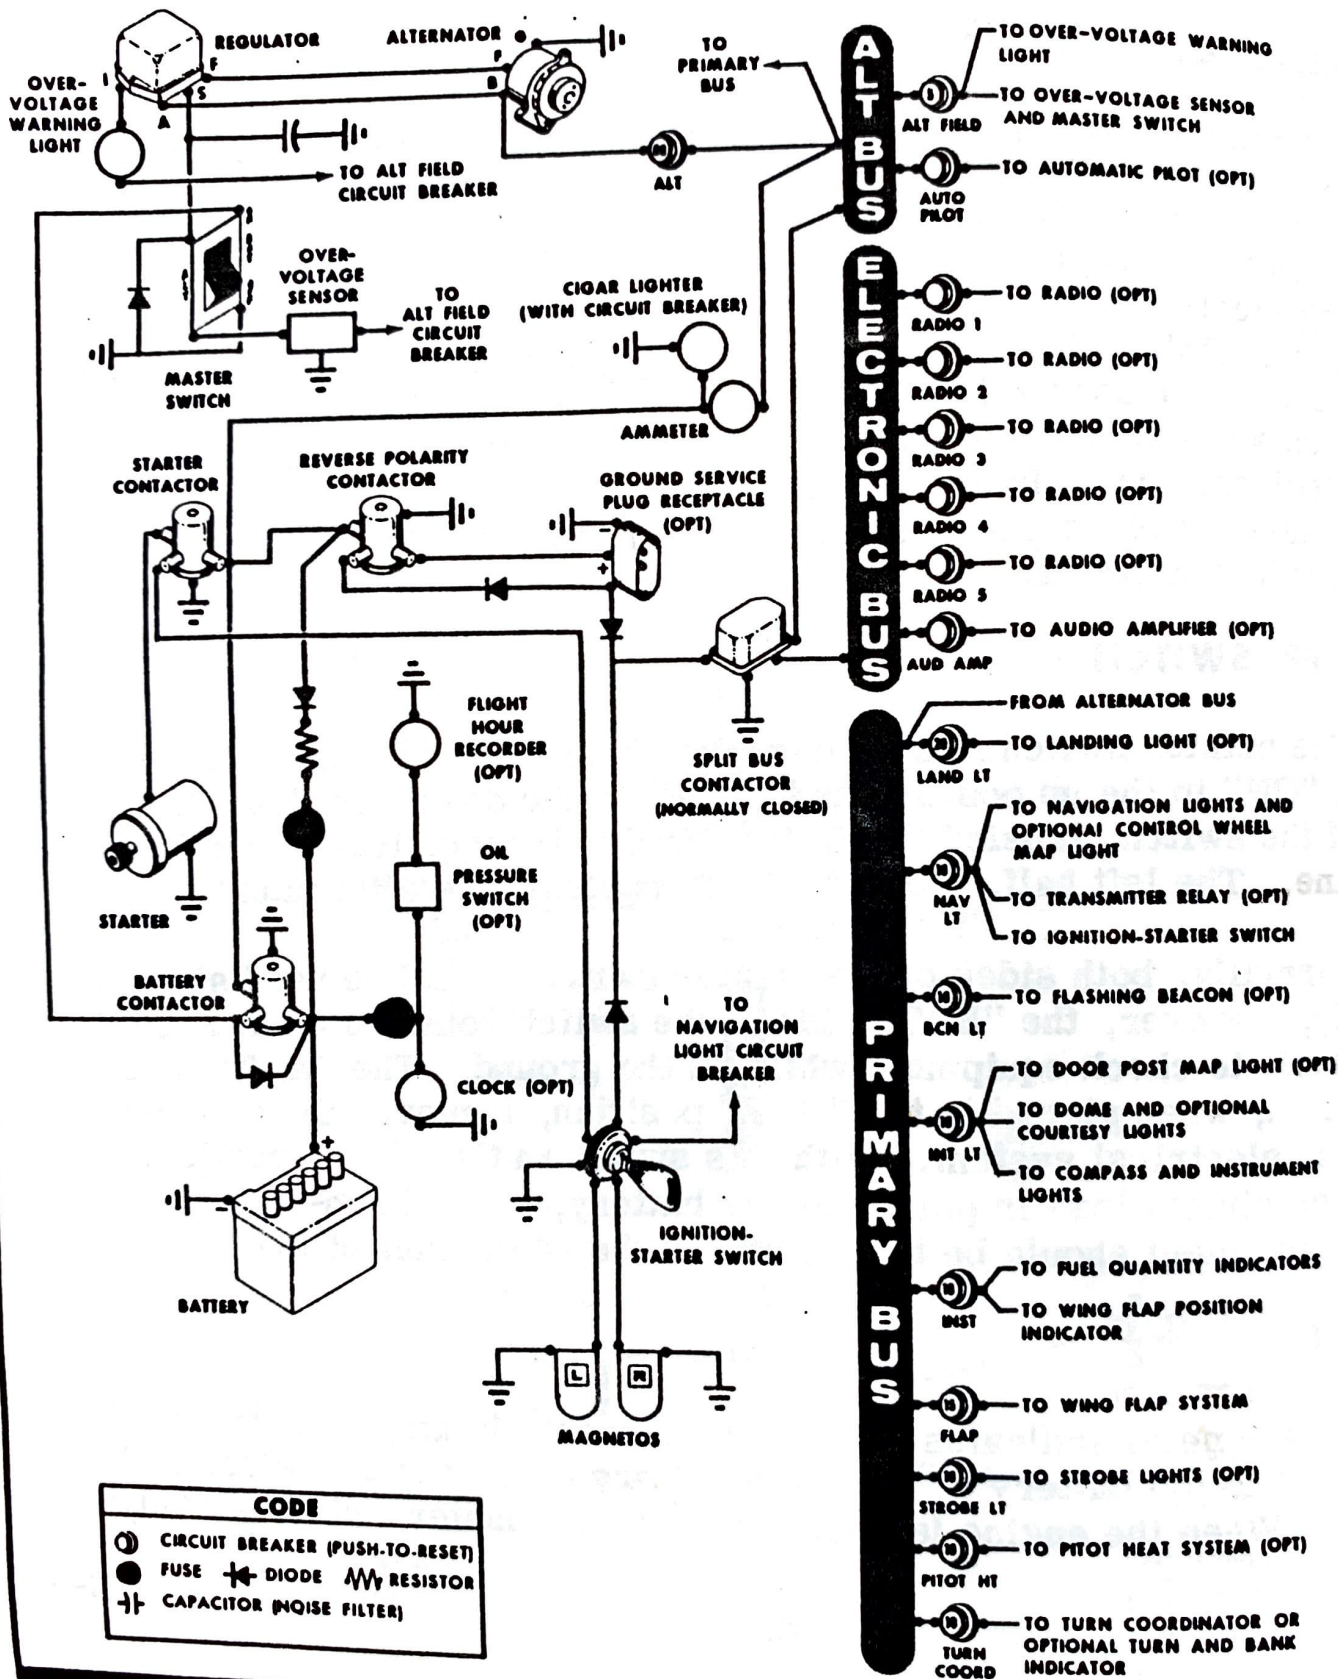 REGULATOR
ALTERNATOR
F
F
B
I
S
A
OVER-
VOLTAGE
WARNING
LIGHT
TO
PRIMARY
BUS
TO ALT FIELD
CIRCUIT BREAKER
ALT
ALT BUS
TO OVER-VOLTAGE WARNING
LIGHT
TO OVER-VOLTAGE SENSOR
AND MASTER SWITCH
ALT FIELD
TO AUTOMATIC PILOT (OPT)
AUTO
PILOT
OVER-
VOLTAGE
SENSOR
TO
ALT FIELD
CIRCUIT
BREAKER
MASTER
SWITCH
CIGAR LIGHTER
(WITH CIRCUIT BREAKER)
AMMETER
ELECTRONIC BUS
TO RADIO (OPT)
RADIO 1
TO RADIO (OPT)
RADIO 2
TO RADIO (OPT)
RADIO 3
TO RADIO (OPT)
RADIO 4
TO RADIO (OPT)
RADIO 5
TO AUDIO AMPLIFIER (OPT)
AUD AMP
STARTER
CONTACTOR
REVERSE POLARITY
CONTACTOR
GROUND SERVICE
PLUG RECEPTACLE
(OPT)
-
+
SPLIT BUS
CONTACTOR
(NORMALLY CLOSED)
FLIGHT
HOUR
RECORDER
(OPT)
OIL
PRESSURE
SWITCH
(OPT)
STARTER
BATTERY
CONTACTOR
CLOCK (OPT)
TO
NAVIGATION
LIGHT CIRCUIT
BREAKER
+
-
BATTERY
IGNITION-
STARTER SWITCH
L
R
MAGNETOS
PRIMARY BUS
FROM ALTERNATOR BUS
TO LANDING LIGHT (OPT)
LAND LT
TO NAVIGATION LIGHTS AND
OPTIONAL CONTROL WHEEL
MAP LIGHT
10
NAV
LT
TO TRANSMITTER RELAY (OPT)
TO IGNITION-STARTER SWITCH
10
TO FLASHING BEACON (OPT)
BCN LT
TO DOOR POST MAP LIGHT (OPT)
TO DOME AND OPTIONAL
COURTESY LIGHTS
10
INT LT
TO COMPASS AND INSTRUMENT
LIGHTS
TO FUEL QUANTITY INDICATORS
10
INST
TO WING FLAP POSITION
INDICATOR
TO WING FLAP SYSTEM
FLAP
10
TO STROBE LIGHTS (OPT)
STROBE LT
10
TO PITOT HEAT SYSTEM (OPT)
PITOT HT
10
TO TURN COORDINATOR OR
OPTIONAL TURN AND BANK
INDICATOR
TURN
COORD
CODE
CIRCUIT BREAKER (PUSH-TO-RESET)
FUSE DIODE RESISTOR
CAPACITOR (NOISE FILTER)